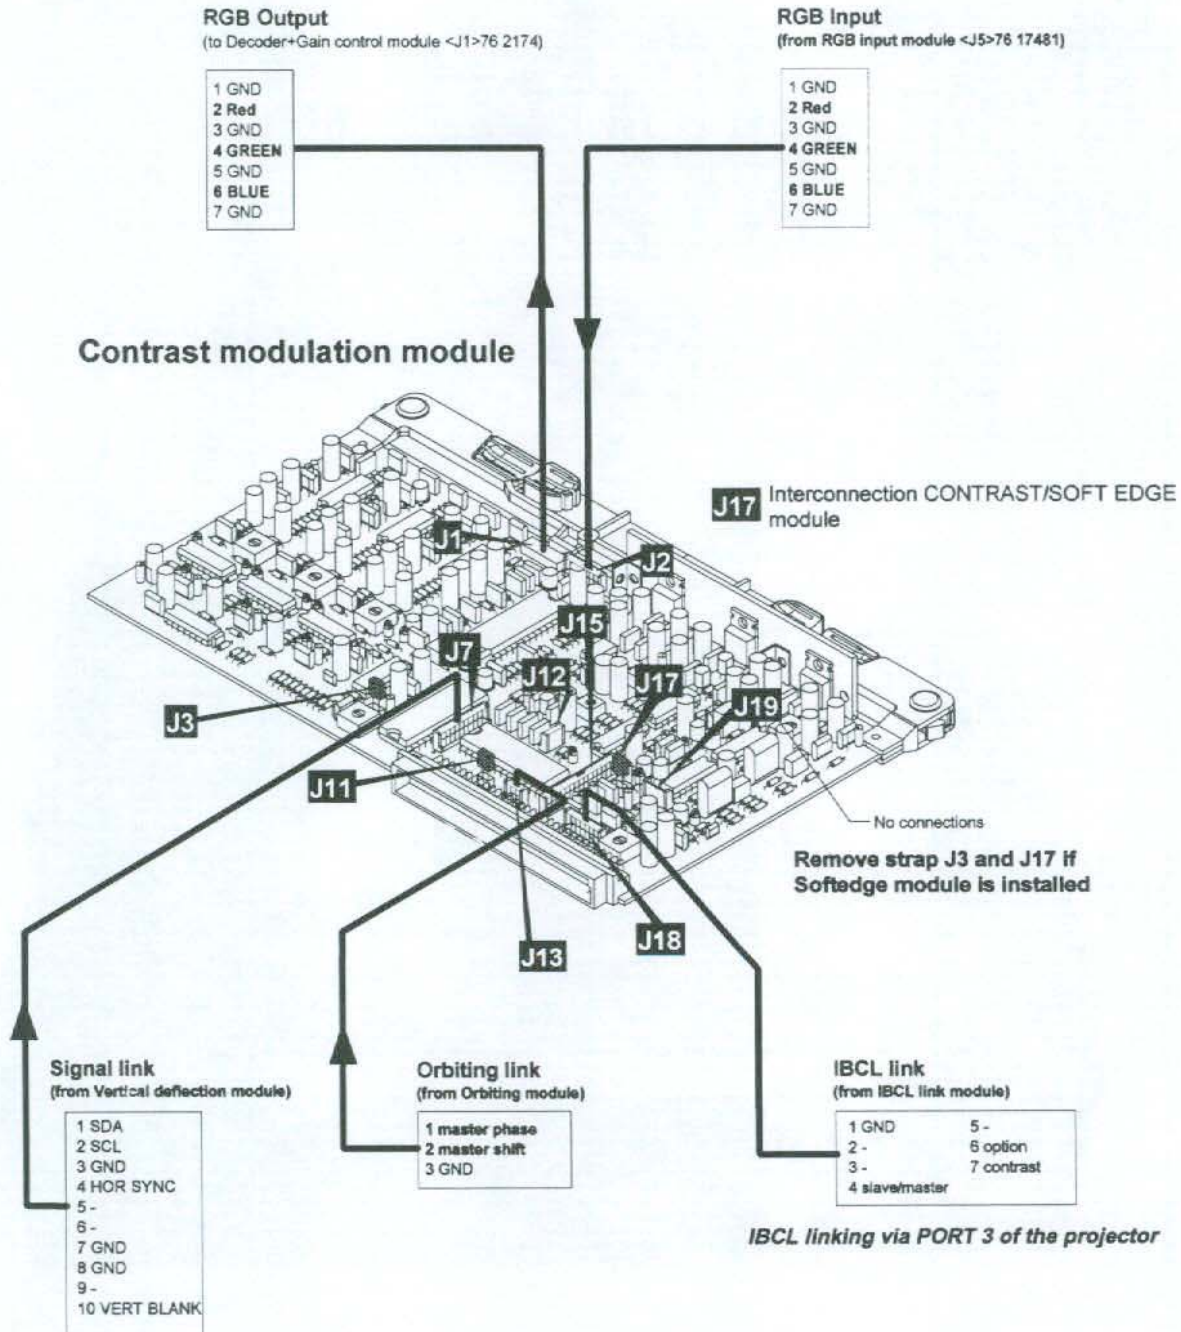 RGB Output
(to Decoder+Gain control module <J1>76 2174)
1 GND
2 Red
3 GND
4 GREEN
5 GND
6 BLUE
7 GND
RGB Input
(from RGB input module <J5>76 17481)
1 GND
2 Red
3 GND
4 GREEN
5 GND
6 BLUE
7 GND
Contrast modulation module
J17 Interconnection CONTRAST/SOFT EDGE
module
J1
J2
J15
J7
J12
J17
J3
J19
J11
No connections
Remove strap J3 and J17 if
Softedge module is installed
J18
J13
Signal link
(from Vertical deflection module)
1 SDA
2 SCL
3 GND
4 HOR SYNC
5 -
6 -
7 GND
8 GND
9 -
10 VERT BLANK
Orbiting link
(from Orbiting module)
1 master phase
2 master shift
3 GND
IBCL link
(from IBCL link module)
1 GND 5 -
2 - 6 option
3 - 7 contrast
4 slave/master
IBCL linking via PORT 3 of the projector